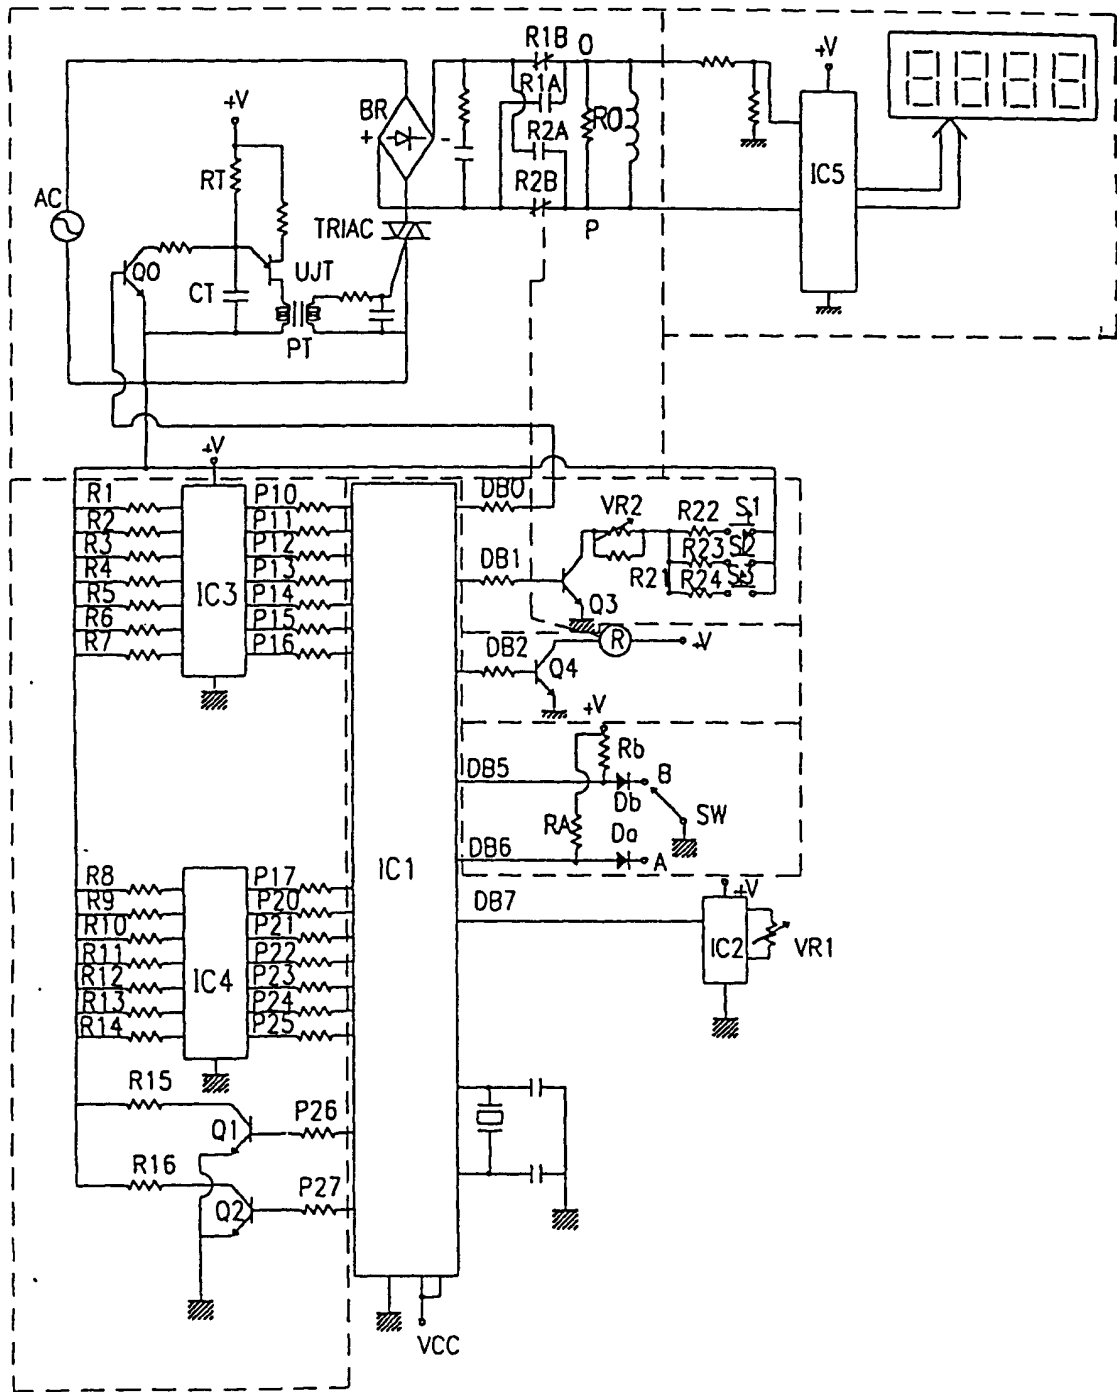 R1B O
+V
R1A
+V
BR
R2A
RO
+ -
IC5
RT
R2B
AC
TRIAC
P
Q0
UJT
CT
PT
+V
R1 P10 DB0
R2 P11 VR2 R22 S1
R3 P12 R23 S2
R4 P13 DB1 R21 R24 S3
R5 IC3 P14
R6 P15 Q3
R7 P16 R
DB2 +V
Q4
+V
Rb
DB5 B
Db
SW
RA Da
DB6 A
IC1
R8 P17
R9 P20 DB7 +V
R10 P21
R11 P22 IC2 VR1
R12 IC4 P23
R13 P24
R14 P25
R15
P26
Q1
R16
P27
Q2
VCC